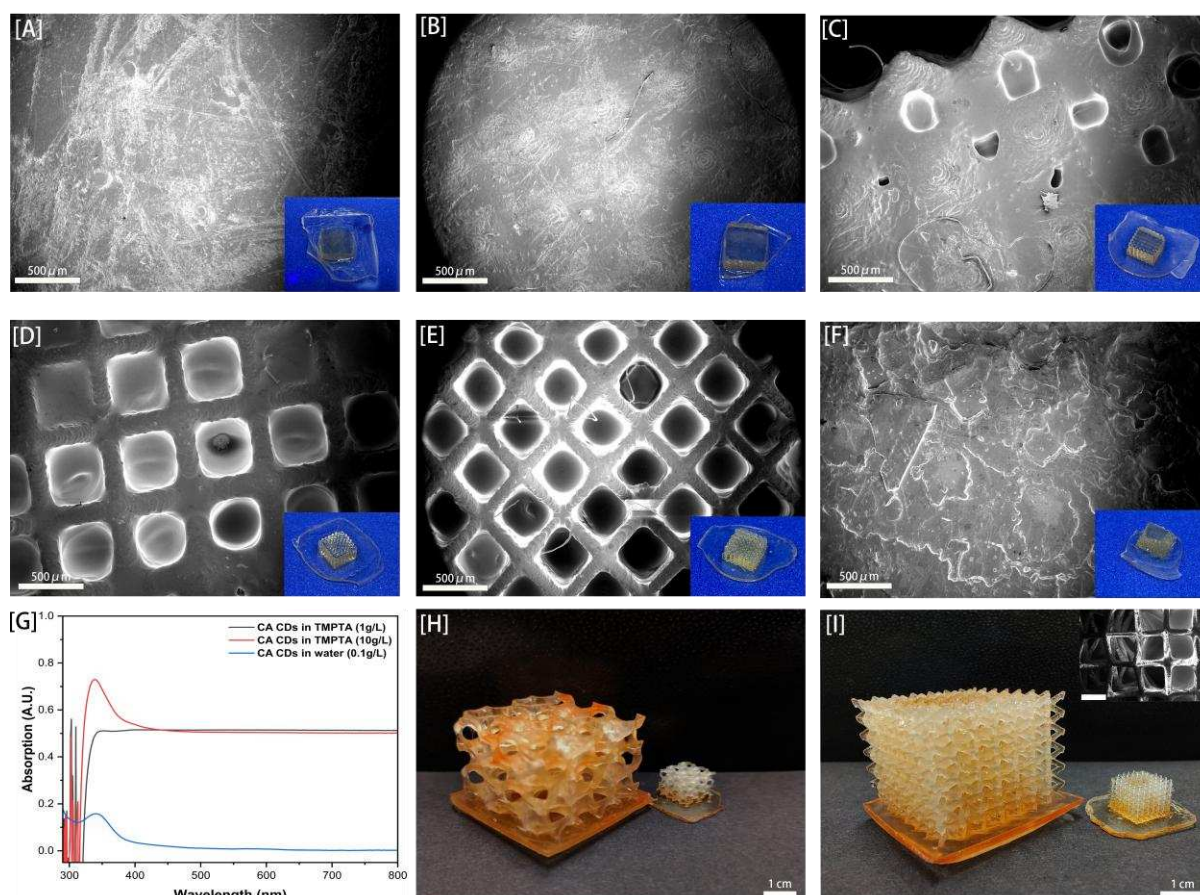 [A]
500 μm
[B]
500 μm
[C]
500 μm
[D]
500 μm
[E]
500 μm
[F]
500 μm
[G]
1.0
0.8
0.6
0.4
0.2
0.0
Absorption (A.U.)
CA CDs in TMPTA (1g/L)
CA CDs in TMPTA (10g/L)
CA CDs in water (0.1g/L)
300
400
500
600
700
800
Wavelength (nm)
[H]
1 cm
[I]
1 cm